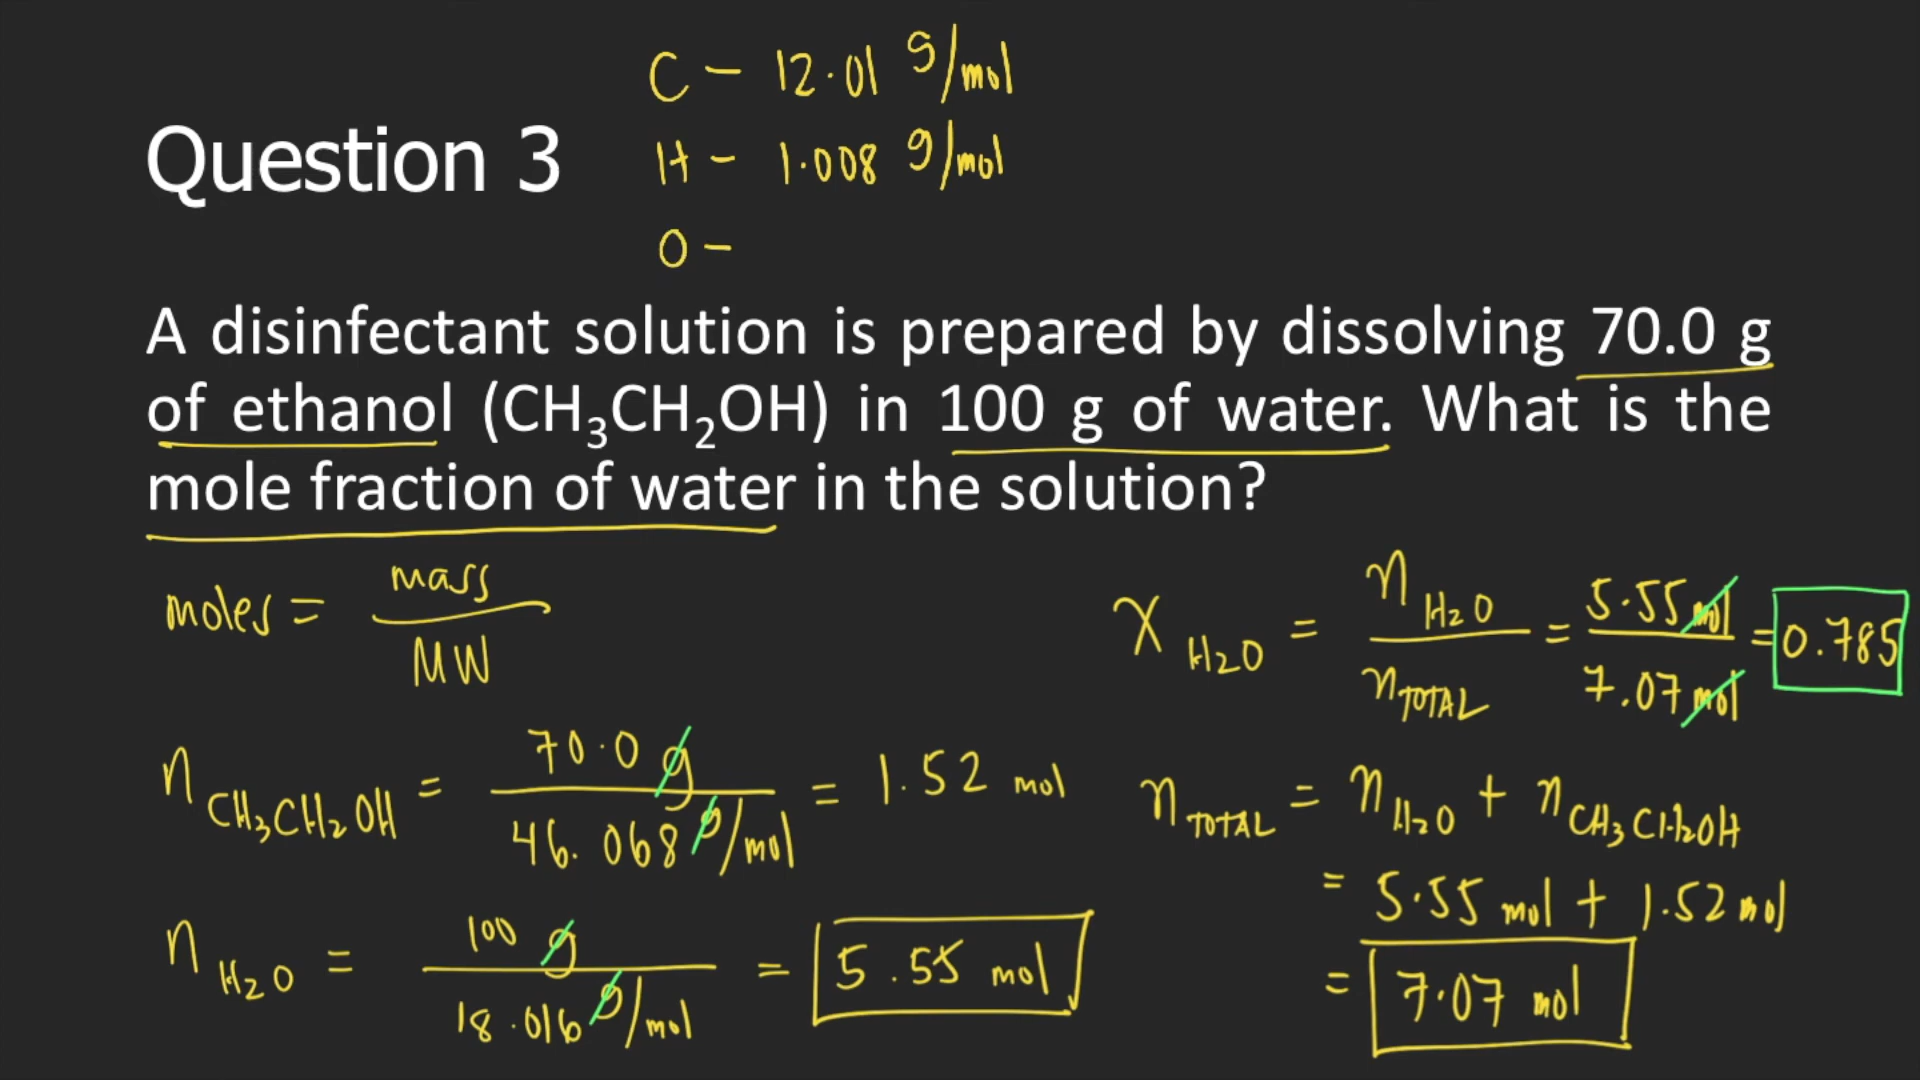 C - 12.01 g/mol
Question 3
H - 1.008 g/mol
O -
A disinfectant solution is prepared by dissolving 70.0 g
of ethanol (CH₃CH₂OH) in 100 g of water. What is the
mole fraction of water in the solution?
moles = mass / MW
X H₂O = n H₂O / n TOTAL = 5.55 mol / 7.07 mol = 0.785
n CH₃CH₂OH = 70.0 g / 46.068 g/mol = 1.52 mol
n TOTAL = n H₂O + n CH₃CH₂OH
= 5.55 mol + 1.52 mol
n H₂O = 100 g / 18.016 g/mol = 5.55 mol
= 7.07 mol